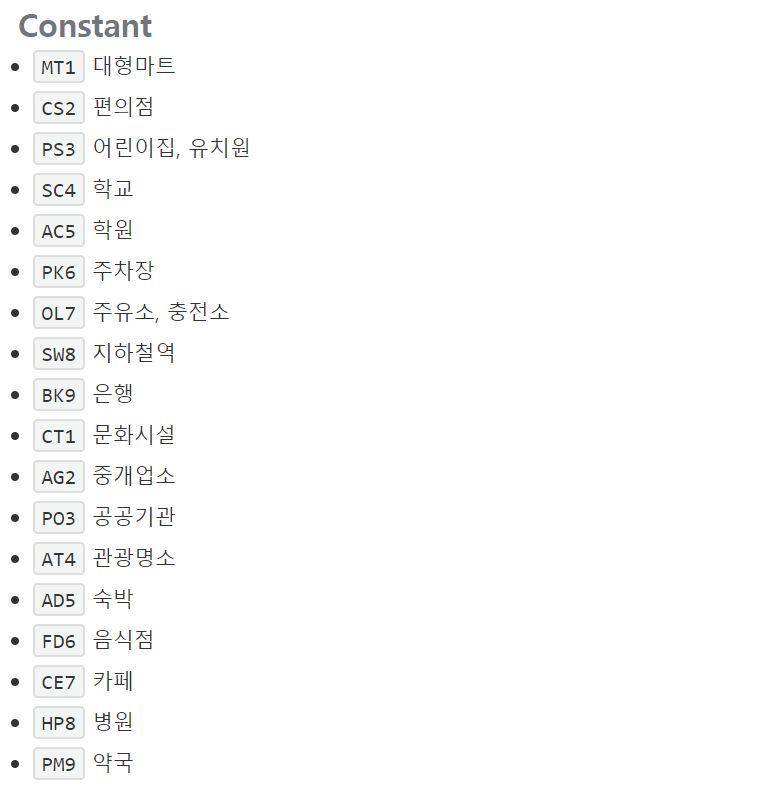 Constant
MT1 대형마트
CS2 편의점
PS3 어린이집, 유치원
SC4 학교
AC5 학원
PK6 주차장
OL7 주유소, 충전소
SW8 지하철역
BK9 은행
CT1 문화시설
AG2 중개업소
PO3 공공기관
AT4 관광명소
AD5 숙박
FD6 음식점
CE7 카페
HP8 병원
PM9 약국